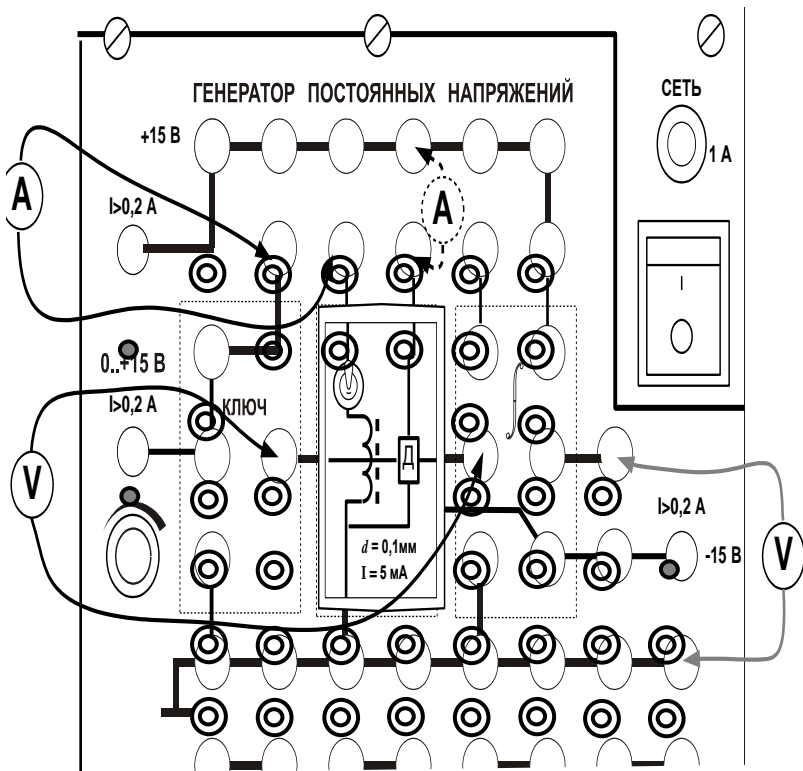 ГЕНЕРАТОР ПОСТОЯННЫХ НАПРЯЖЕНИЙ
СЕТЬ
+15 В
1 А
A
I>0,2 А
A
I
0..+15 В
I>0,2 А
КЛЮЧ
V
Д
I>0,2 А
d = 0,1мм
I = 5 мА
-15 В
V